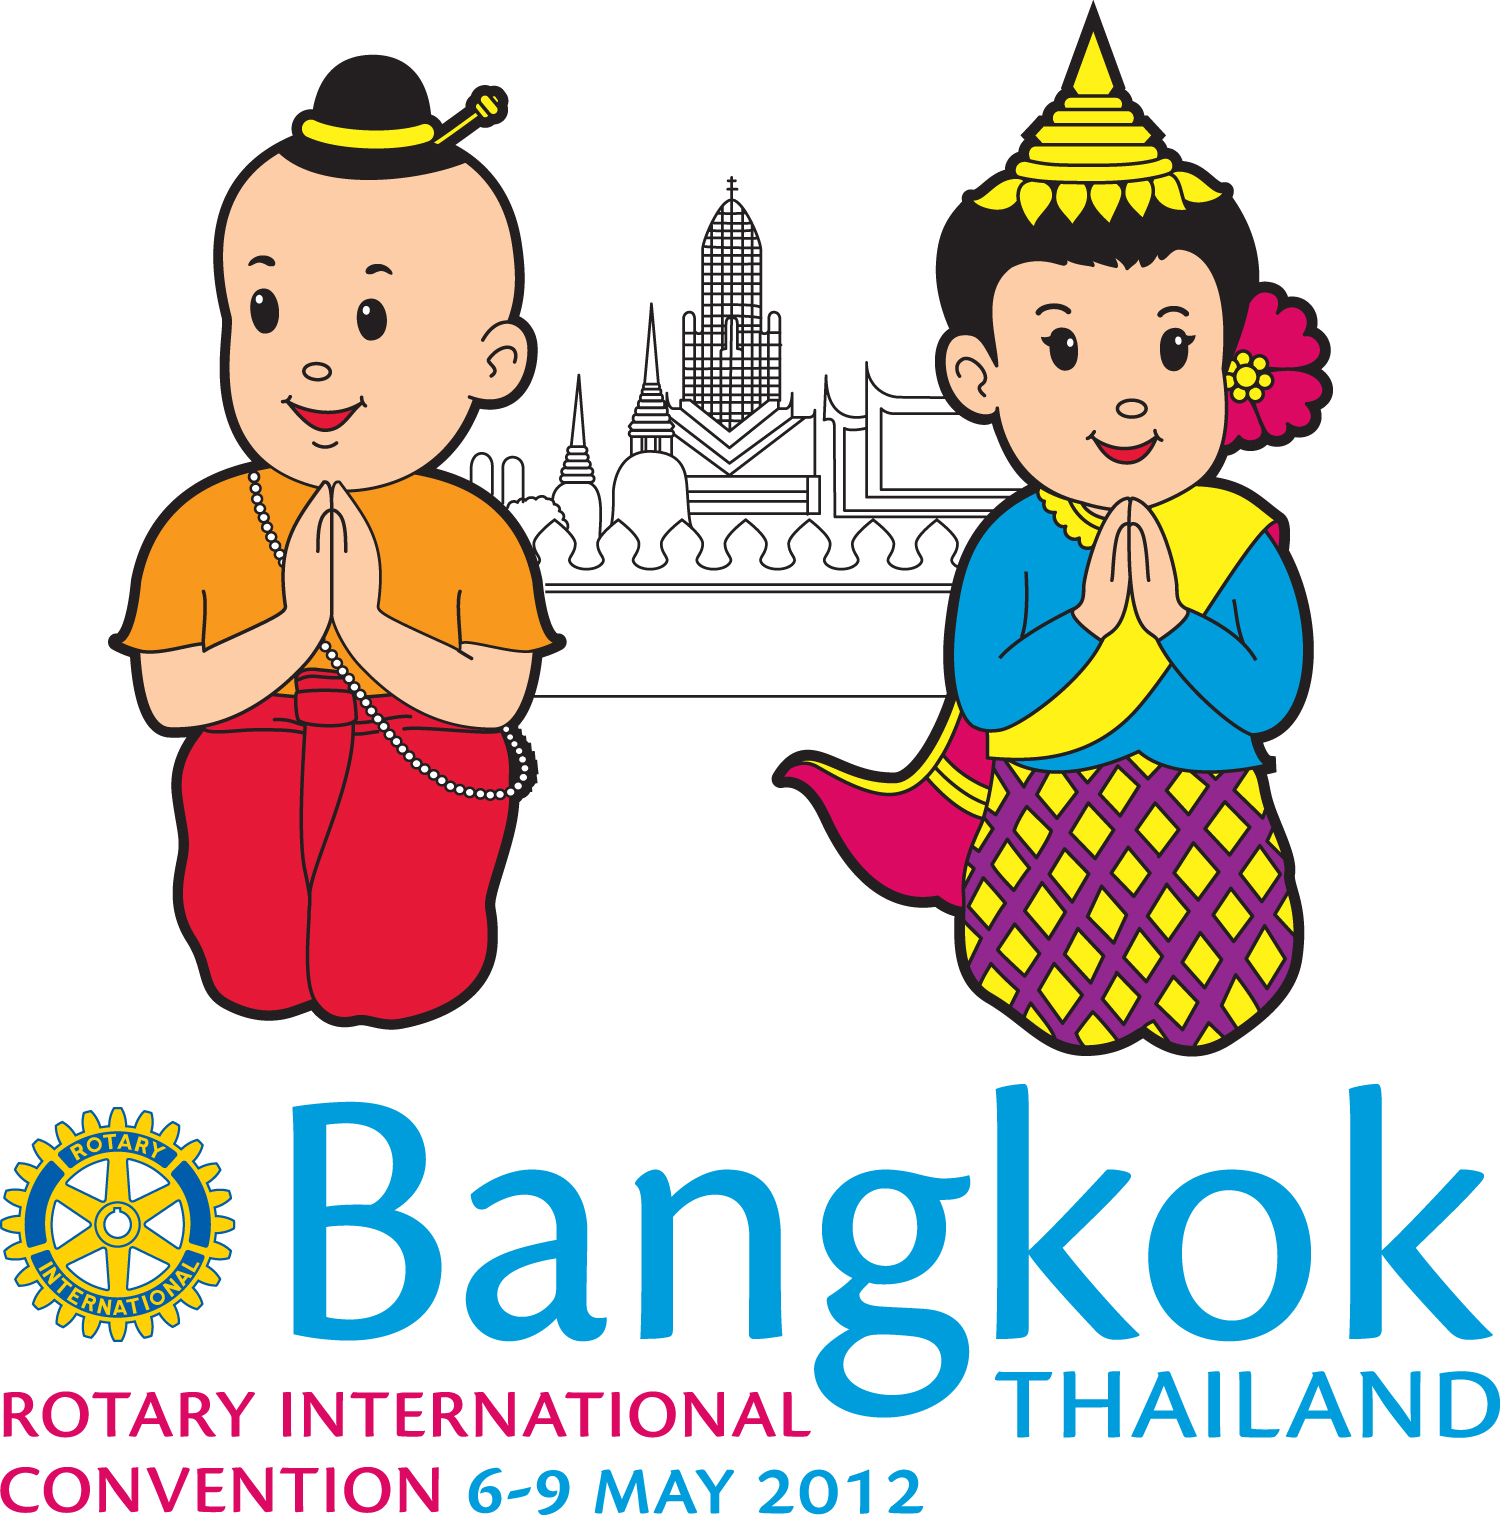 ROTARY
INTERNATIONAL
Bangkok
THAILAND
ROTARY INTERNATIONAL
CONVENTION 6-9 MAY 2012